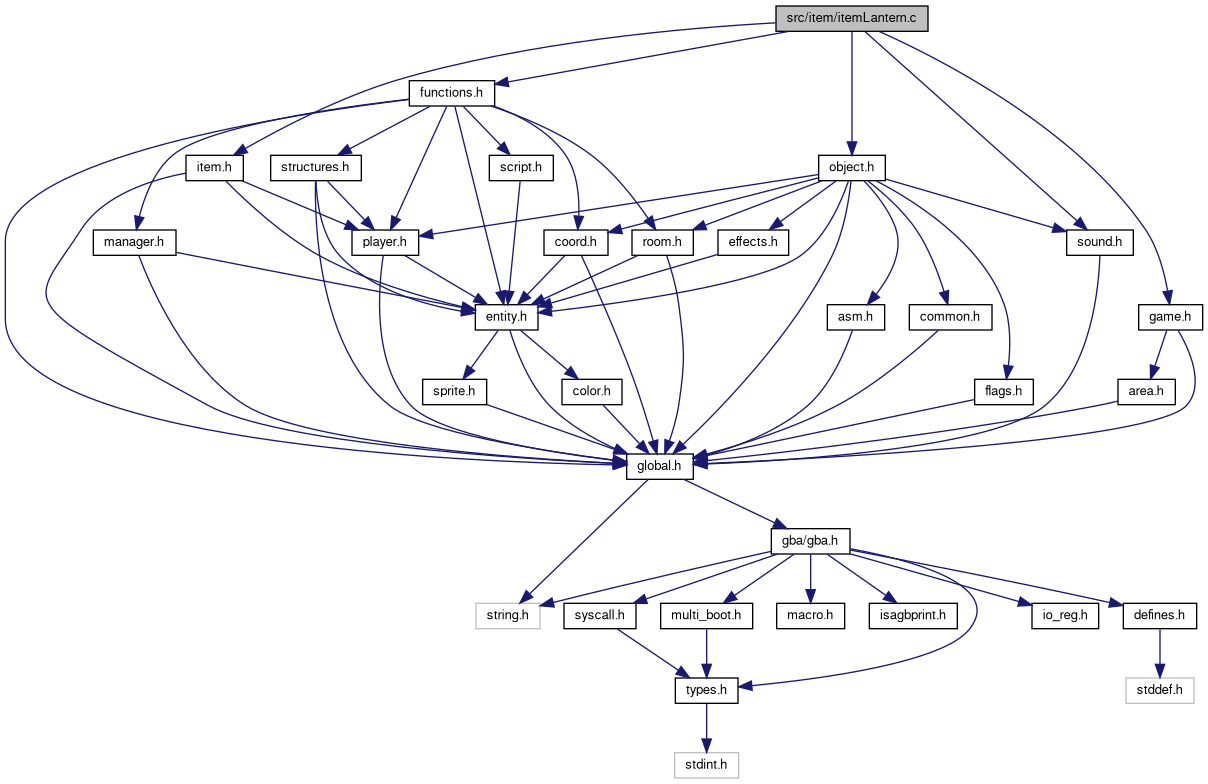 src/item/itemLantern.c
functions.h
item.h
structures.h
script.h
object.h
manager.h
player.h
coord.h
room.h
effects.h
sound.h
entity.h
asm.h
common.h
game.h
sprite.h
color.h
flags.h
area.h
global.h
gba/gba.h
string.h
syscall.h
multi_boot.h
macro.h
isagbprint.h
io_reg.h
defines.h
types.h
stddef.h
stdint.h